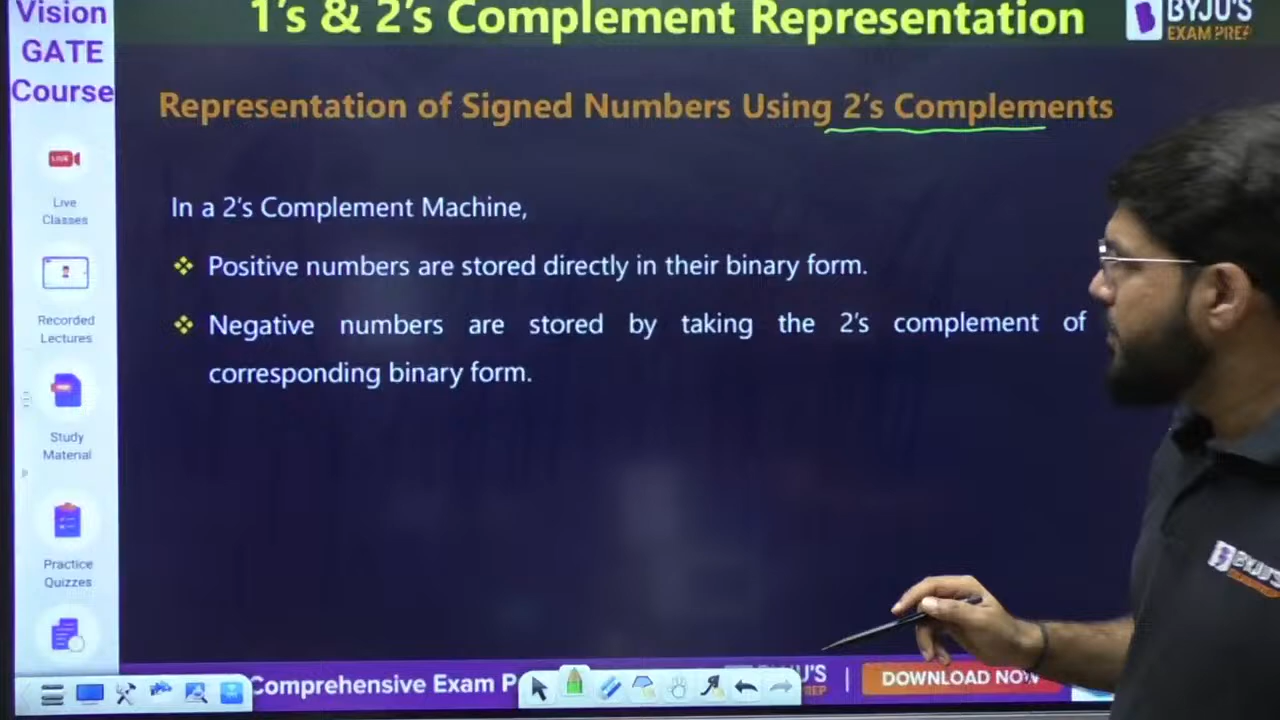 Vision
GATE
Course
1's & 2's Complement Representation
BYJU'S
EXAM PREP
Representation of Signed Numbers Using 2's Complements
In a 2's Complement Machine,
Positive numbers are stored directly in their binary form.
Negative numbers are stored by taking the 2's complement of
corresponding binary form.
LIVE
Live
Classes
Recorded
Lectures
Study
Material
Practice
Quizzes
Comprehensive Exam P
DOWNLOAD NOW